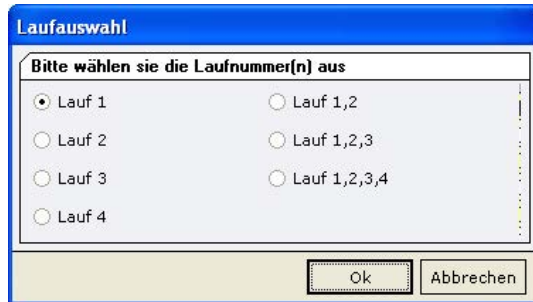 Laufauswahl
Bitte wählen sie die Laufnummer(n) aus
Lauf 1
Lauf 1,2
Lauf 2
Lauf 1,2,3
Lauf 3
Lauf 1,2,3,4
Lauf 4
Ok
Abbrechen